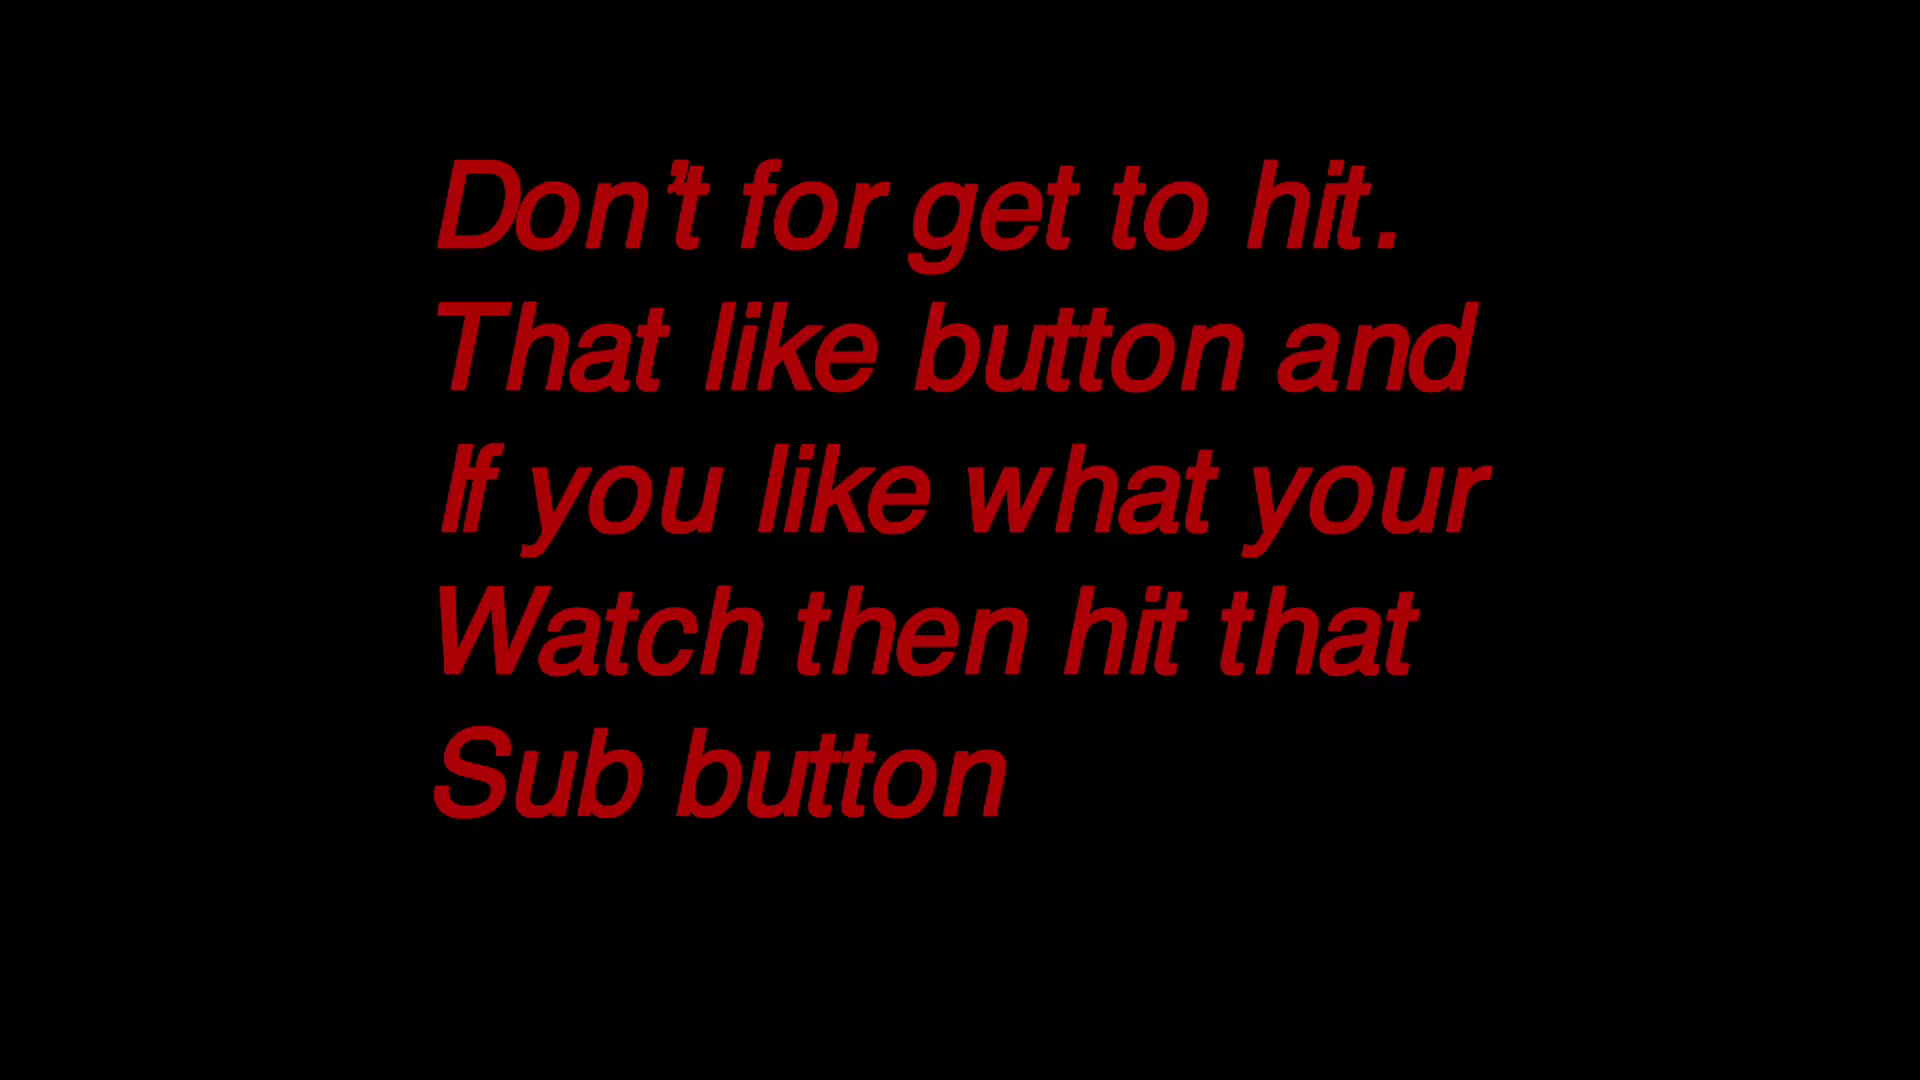 Don't for get to hit.
That like button and
If you like what your
Watch then hit that
Sub button